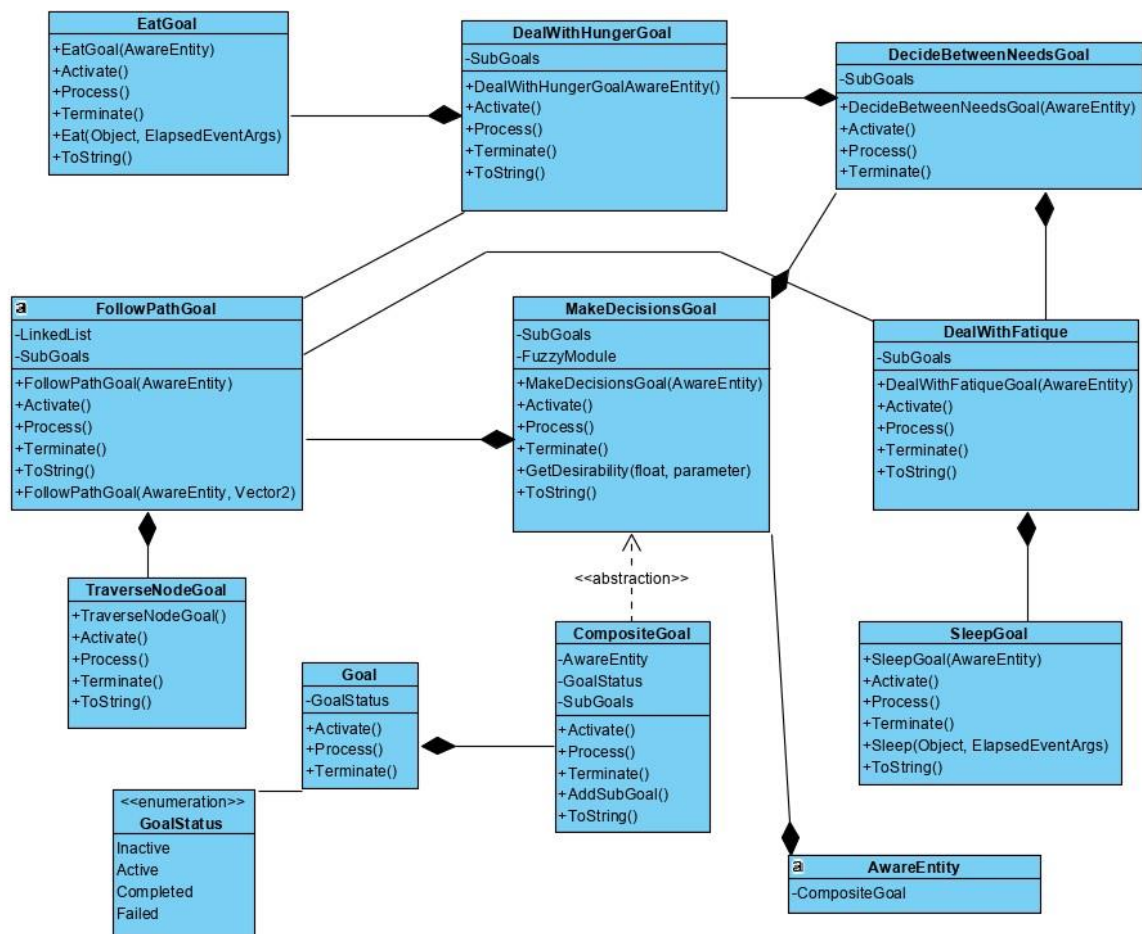 EatGoal
+EatGoal(AwareEntity)
+Activate()
+Process()
+Terminate()
+Eat(Object, ElapsedEventArgs)
+ToString()
DealWithHungerGoal
-SubGoals
+DealWithHungerGoalAwareEntity()
+Activate()
+Process()
+Terminate()
+ToString()
DecideBetweenNeedsGoal
-SubGoals
+DecideBetweenNeedsGoal(AwareEntity)
+Activate()
+Process()
+Terminate()
a
FollowPathGoal
-LinkedList
-SubGoals
+FollowPathGoal(AwareEntity)
+Activate()
+Process()
+Terminate()
+ToString()
+FollowPathGoal(AwareEntity, Vector2)
MakeDecisionsGoal
-SubGoals
-FuzzyModule
+MakeDecisionsGoal(AwareEntity)
+Activate()
+Process()
+Terminate()
+GetDesirability(float, parameter)
+ToString()
DealWithFatique
-SubGoals
+DealWithFatiqueGoal(AwareEntity)
+Activate()
+Process()
+Terminate()
+ToString()
<<abstraction>>
TraverseNodeGoal
+TraverseNodeGoal()
+Activate()
+Process()
+Terminate()
+ToString()
Goal
-GoalStatus
+Activate()
+Process()
+Terminate()
CompositeGoal
-AwareEntity
-GoalStatus
-SubGoals
+Activate()
+Process()
+Terminate()
+AddSubGoal()
+ToString()
SleepGoal
+SleepGoal(AwareEntity)
+Activate()
+Process()
+Terminate()
+Sleep(Object, ElapsedEventArgs)
+ToString()
<<enumeration>>
GoalStatus
Inactive
Active
Completed
Failed
a
AwareEntity
-CompositeGoal